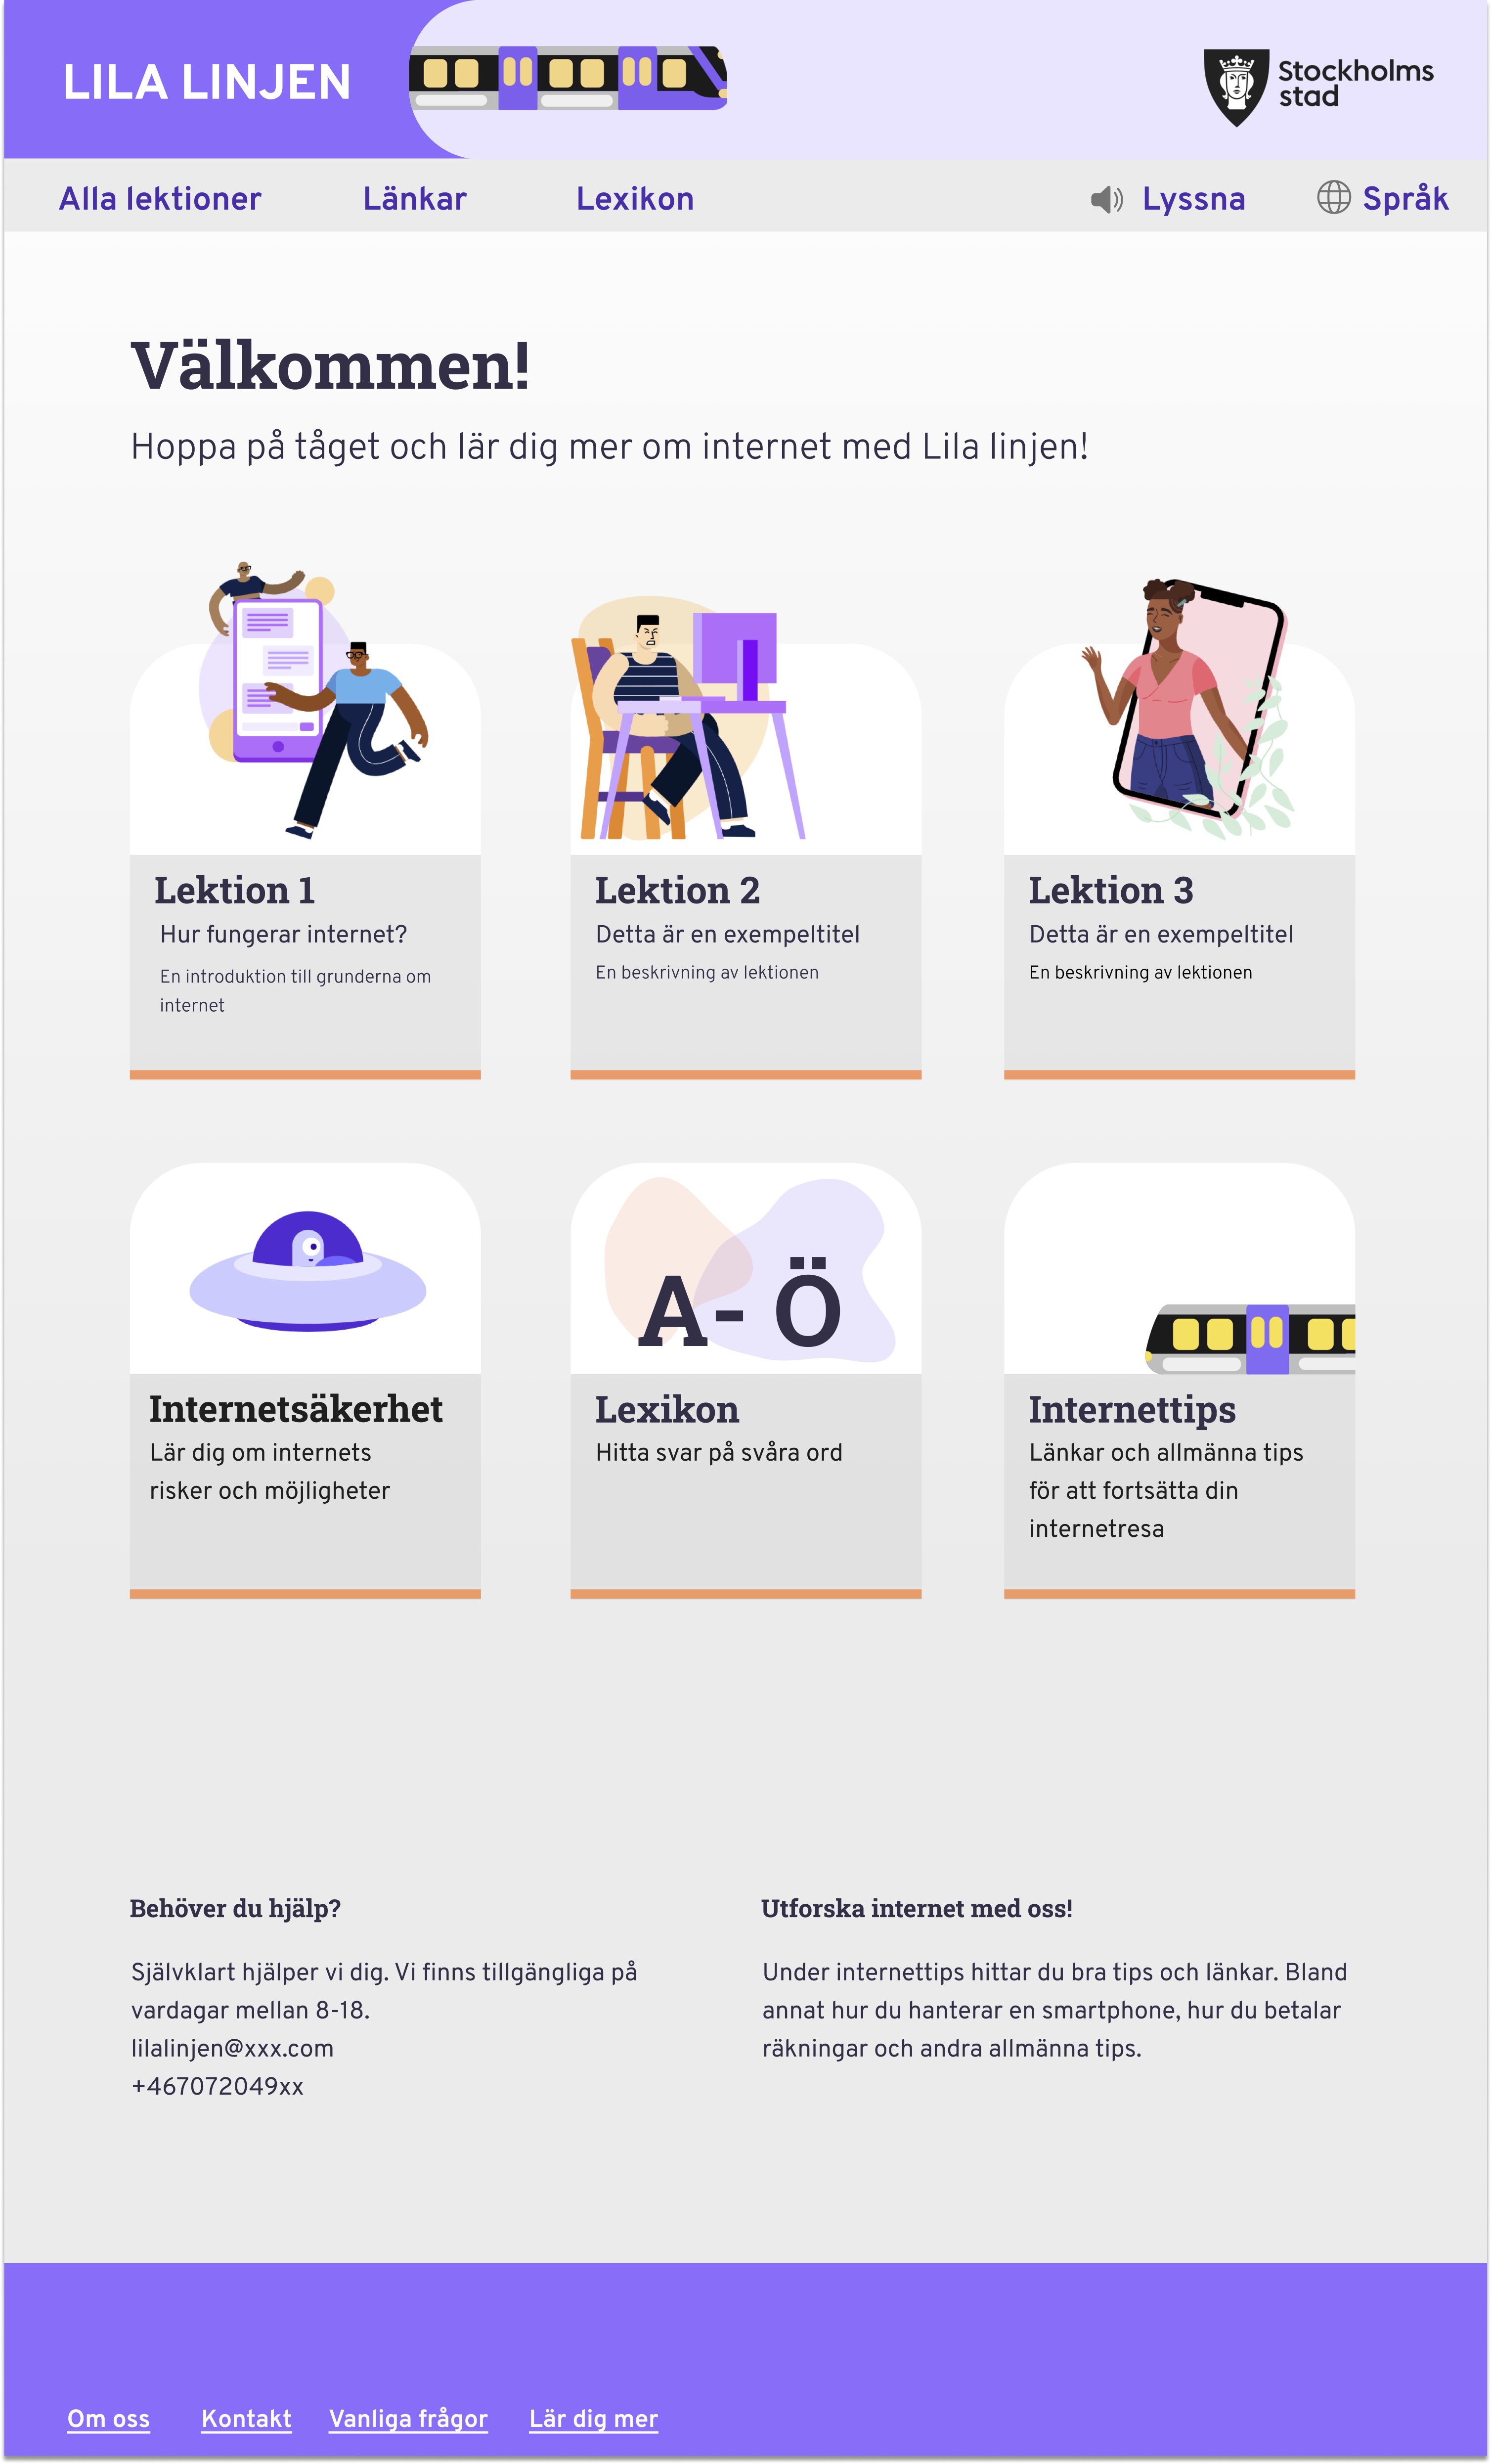 LILA LINJEN
Stockholms
stad
Alla lektioner
Länkar
Lexikon
Lyssna
Språk
Välkommen!
Hoppa på tåget och lär dig mer om internet med Lila linjen!
Lektion 1
Hur fungerar internet?
En introduktion till grunderna om
internet
Lektion 2
Detta är en exempeltitel
En beskrivning av lektionen
Lektion 3
Detta är en exempeltitel
En beskrivning av lektionen
Internetsäkerhet
Lär dig om internets
risker och möjligheter
A- Ö
Lexikon
Hitta svar på svåra ord
Internettips
Länkar och allmänna tips
för att fortsätta din
internetresa
Behöver du hjälp?
Självklart hjälper vi dig. Vi finns tillgängliga på
vardagar mellan 8-18.
lilalinjen@xxx.com
+467072049xx
Utforska internet med oss!
Under internettips hittar du bra tips och länkar. Bland
annat hur du hanterar en smartphone, hur du betalar
räkningar och andra allmänna tips.
Om oss
Kontakt
Vanliga frågor
Lär dig mer